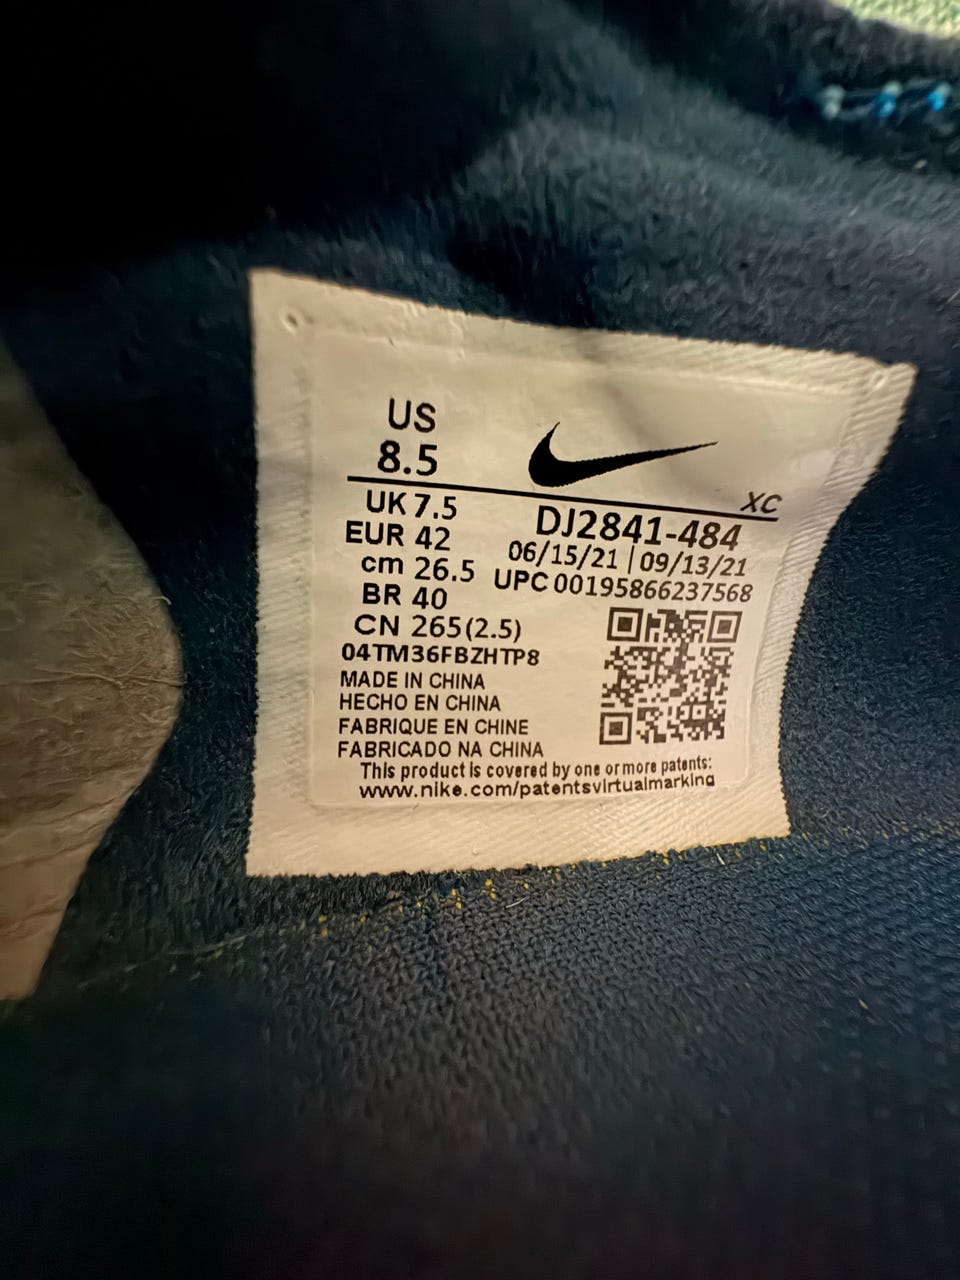 US
8.5
XC
UK 7.5
EUR 42
cm 26.5
BR 40
CN 265(2.5)
DJ2841-484
06/15/21 | 09/13/21
UPC 00195866237568
04TM36FBZHTP8
MADE IN CHINA
HECHO EN CHINA
FABRIQUE EN CHINE
FABRICADO NA CHINA
This product is covered by one or more patents:
www.nike.com/patentsvirtualmarking